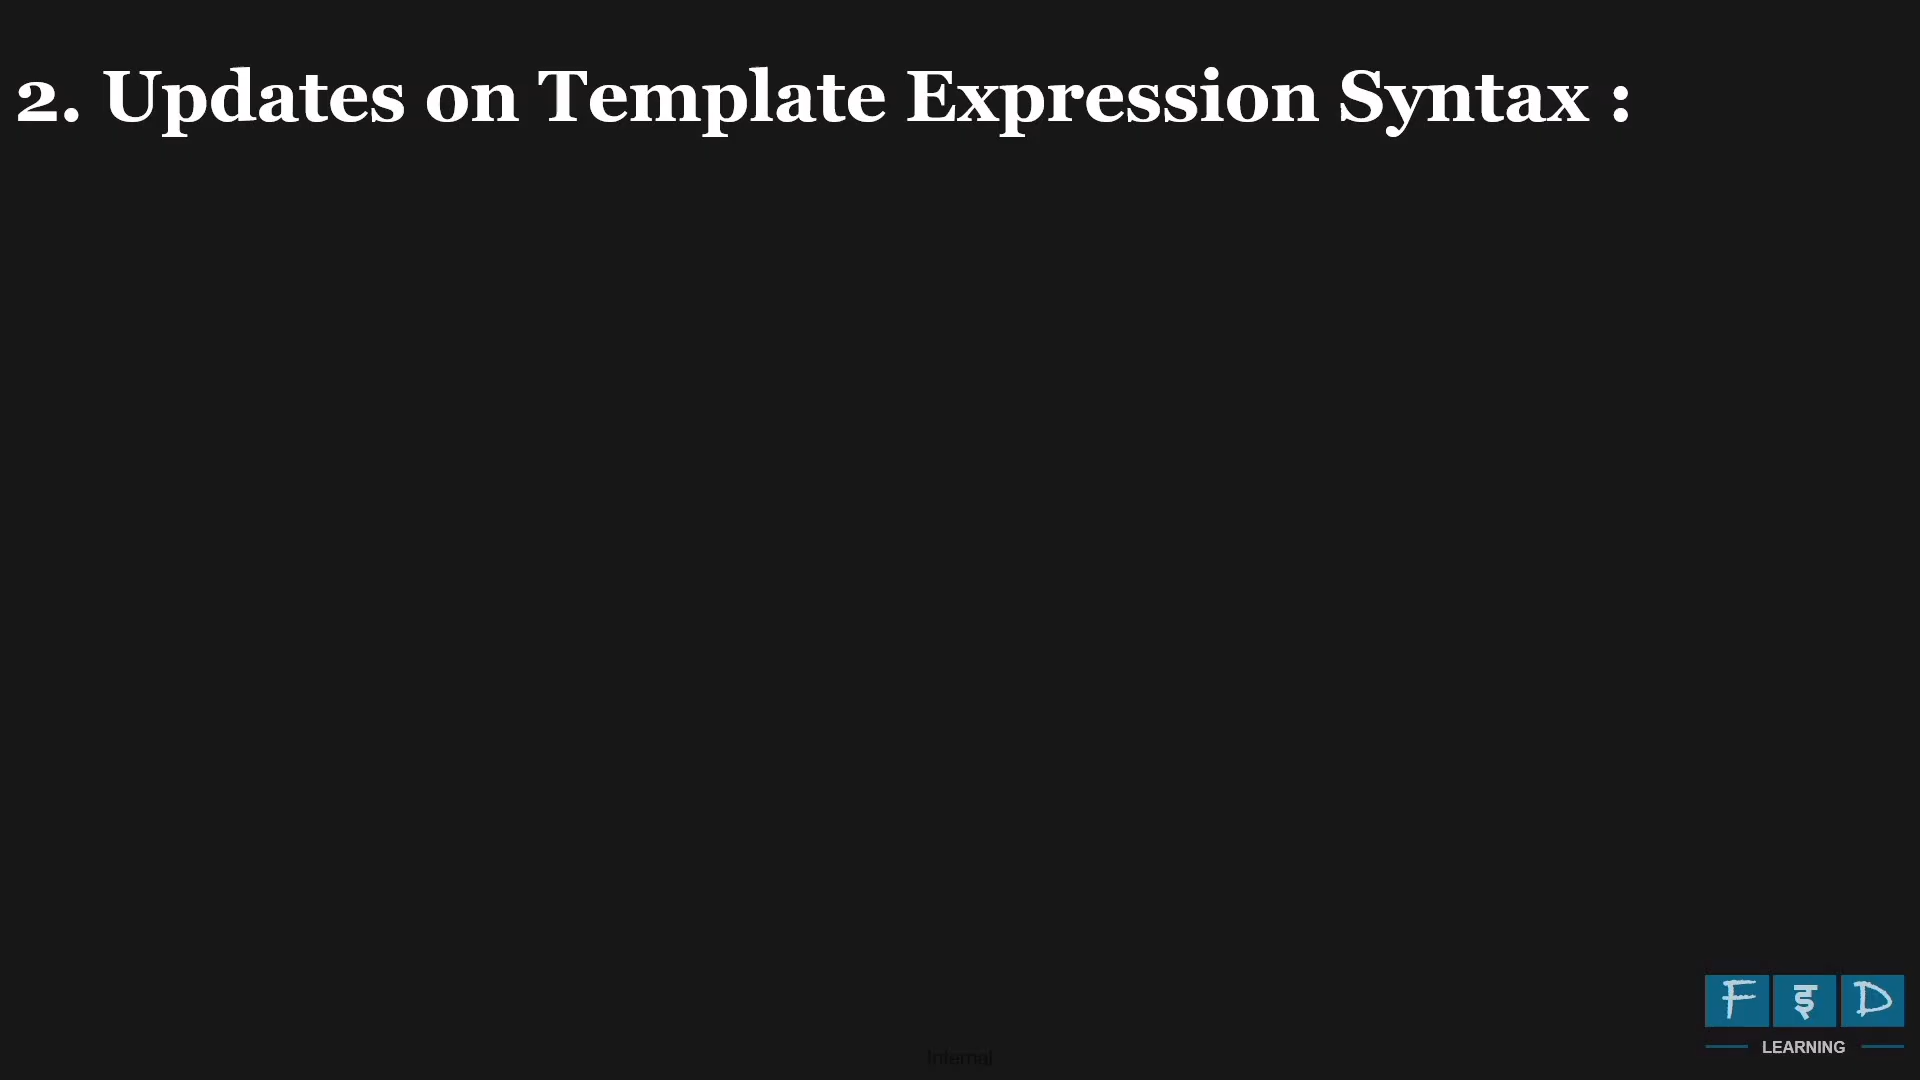 2. Updates on Template Expression Syntax :
F इ D
LEARNING
Internal